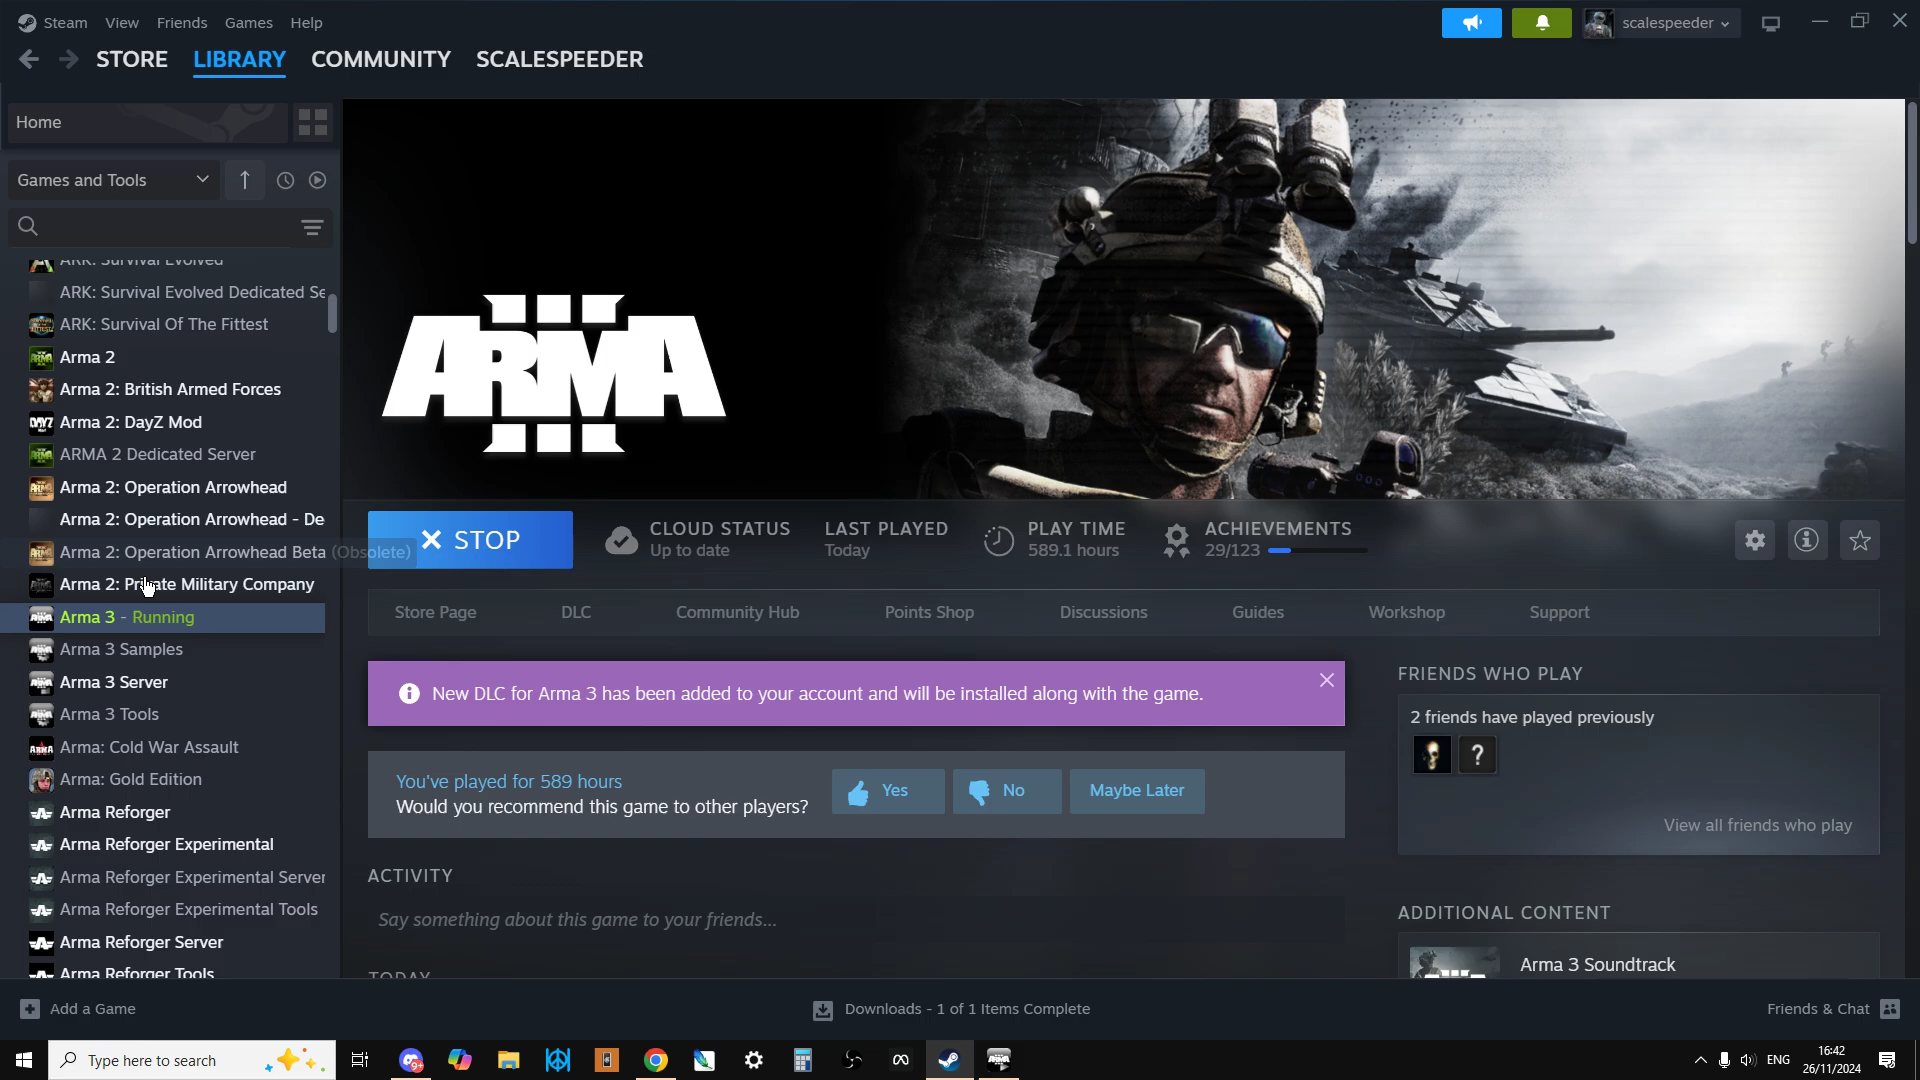 Steam View Friends Games Help
scalespeeder
STORE LIBRARY COMMUNITY SCALESPEEDER
Home
Games and Tools
ARK: Survival Evolved
ARK: Survival Evolved Dedicated Se
ARK: Survival Of The Fittest
Arma 2
Arma 2: British Armed Forces
Arma 2: DayZ Mod
ARMA 2 Dedicated Server
Arma 2: Operation Arrowhead
Arma 2: Operation Arrowhead - De
Arma 2: Operation Arrowhead Beta (Obsolete)
Arma 2: Private Military Company
Arma 3 - Running
Arma 3 Samples
Arma 3 Server
Arma 3 Tools
Arma: Cold War Assault
Arma: Gold Edition
Arma Reforger
Arma Reforger Experimental
Arma Reforger Experimental Server
Arma Reforger Experimental Tools
Arma Reforger Server
Arma Reforger Tools
ARMA III
STOP
CLOUD STATUS
Up to date
LAST PLAYED
Today
PLAY TIME
589.1 hours
ACHIEVEMENTS
29/123
Store Page DLC Community Hub Points Shop Discussions Guides Workshop Support
New DLC for Arma 3 has been added to your account and will be installed along with the game.
You've played for 589 hours
Would you recommend this game to other players?
Yes No Maybe Later
ACTIVITY
Say something about this game to your friends...
TODAY
FRIENDS WHO PLAY
2 friends have played previously
?
View all friends who play
ADDITIONAL CONTENT
Arma 3 Soundtrack
Add a Game
Downloads - 1 of 1 Items Complete
Friends & Chat
Type here to search
ENG
16:42
26/11/2024